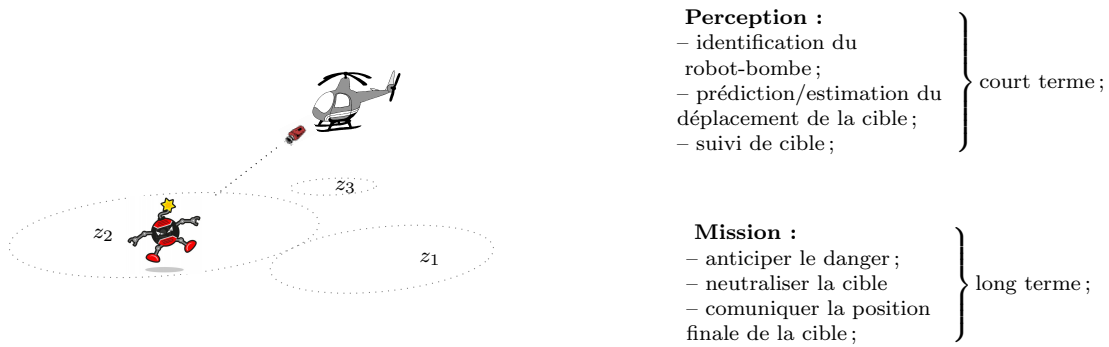 Perception :
– identification du
robot-bombe ;
– prédiction/estimation du
déplacement de la cible ;
– suivi de cible ;
court terme ;
z3
z2
z1
Mission :
– anticiper le danger ;
– neutraliser la cible
– comuniquer la position
finale de la cible ;
long terme ;